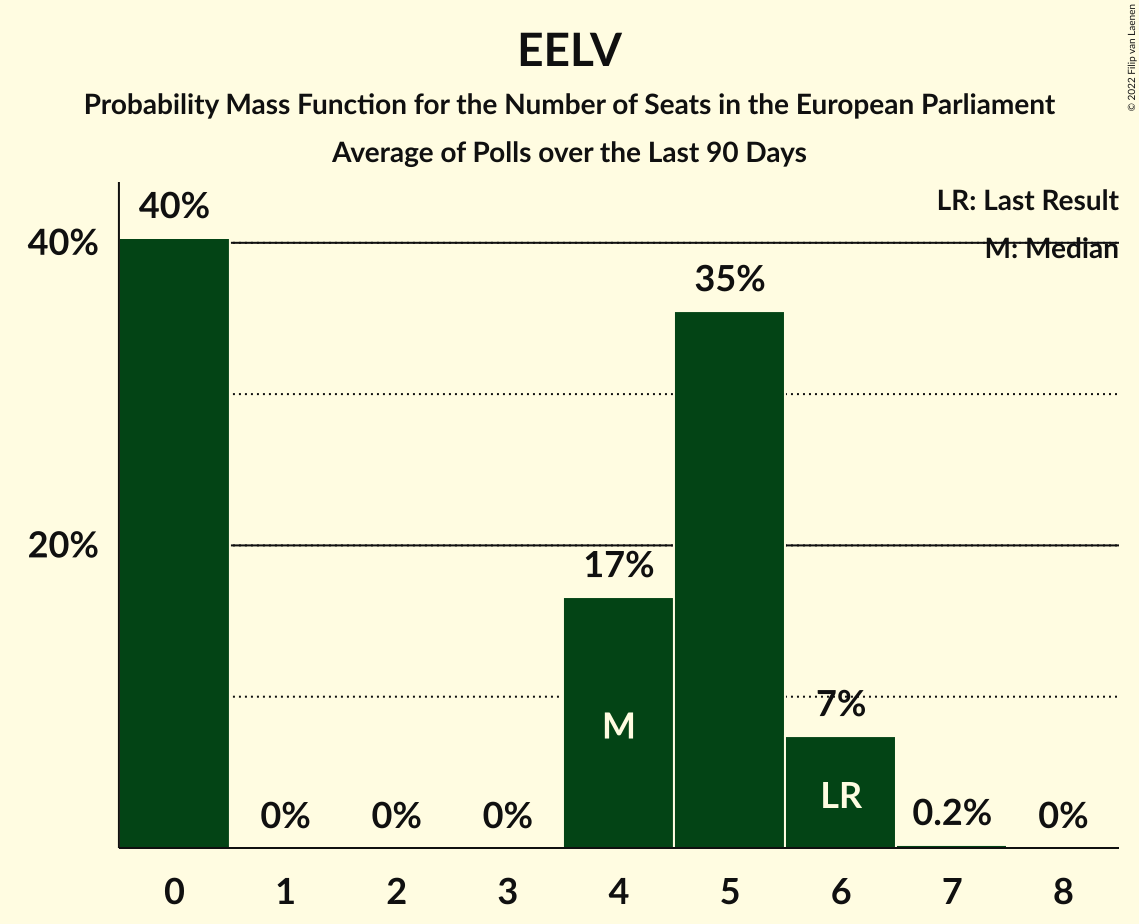 EELV
Probability Mass Function for the Number of Seats in the European Parliament
Average of Polls over the Last 90 Days
© 2022 Filip van Laenen
LR: Last Result
M: Median
40%
20%
40%
0%
0%
0%
17%
35%
7%
0.2%
0%
M
LR
0 1 2 3 4 5 6 7 8